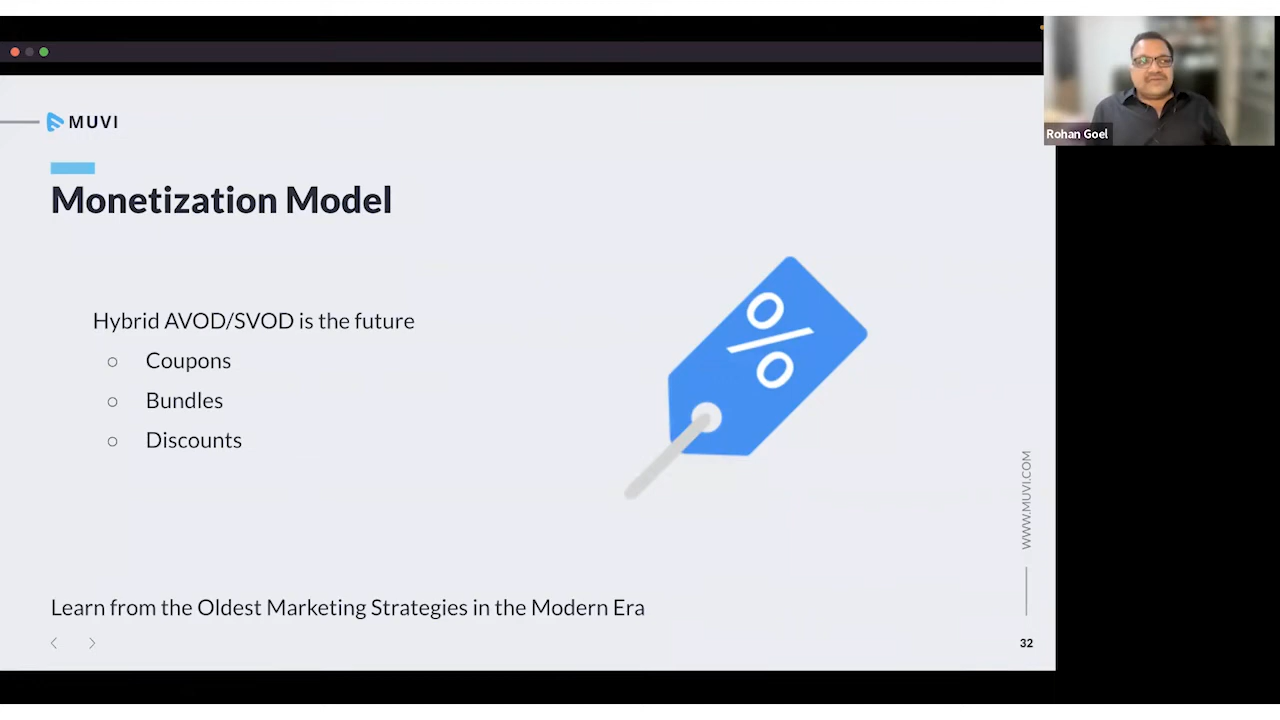 MUVI
Rohan Goel
Monetization Model
Hybrid AVOD/SVOD is the future
○ Coupons
○ Bundles
○ Discounts
%
WWW.MUVI.COM
Learn from the Oldest Marketing Strategies in the Modern Era
32